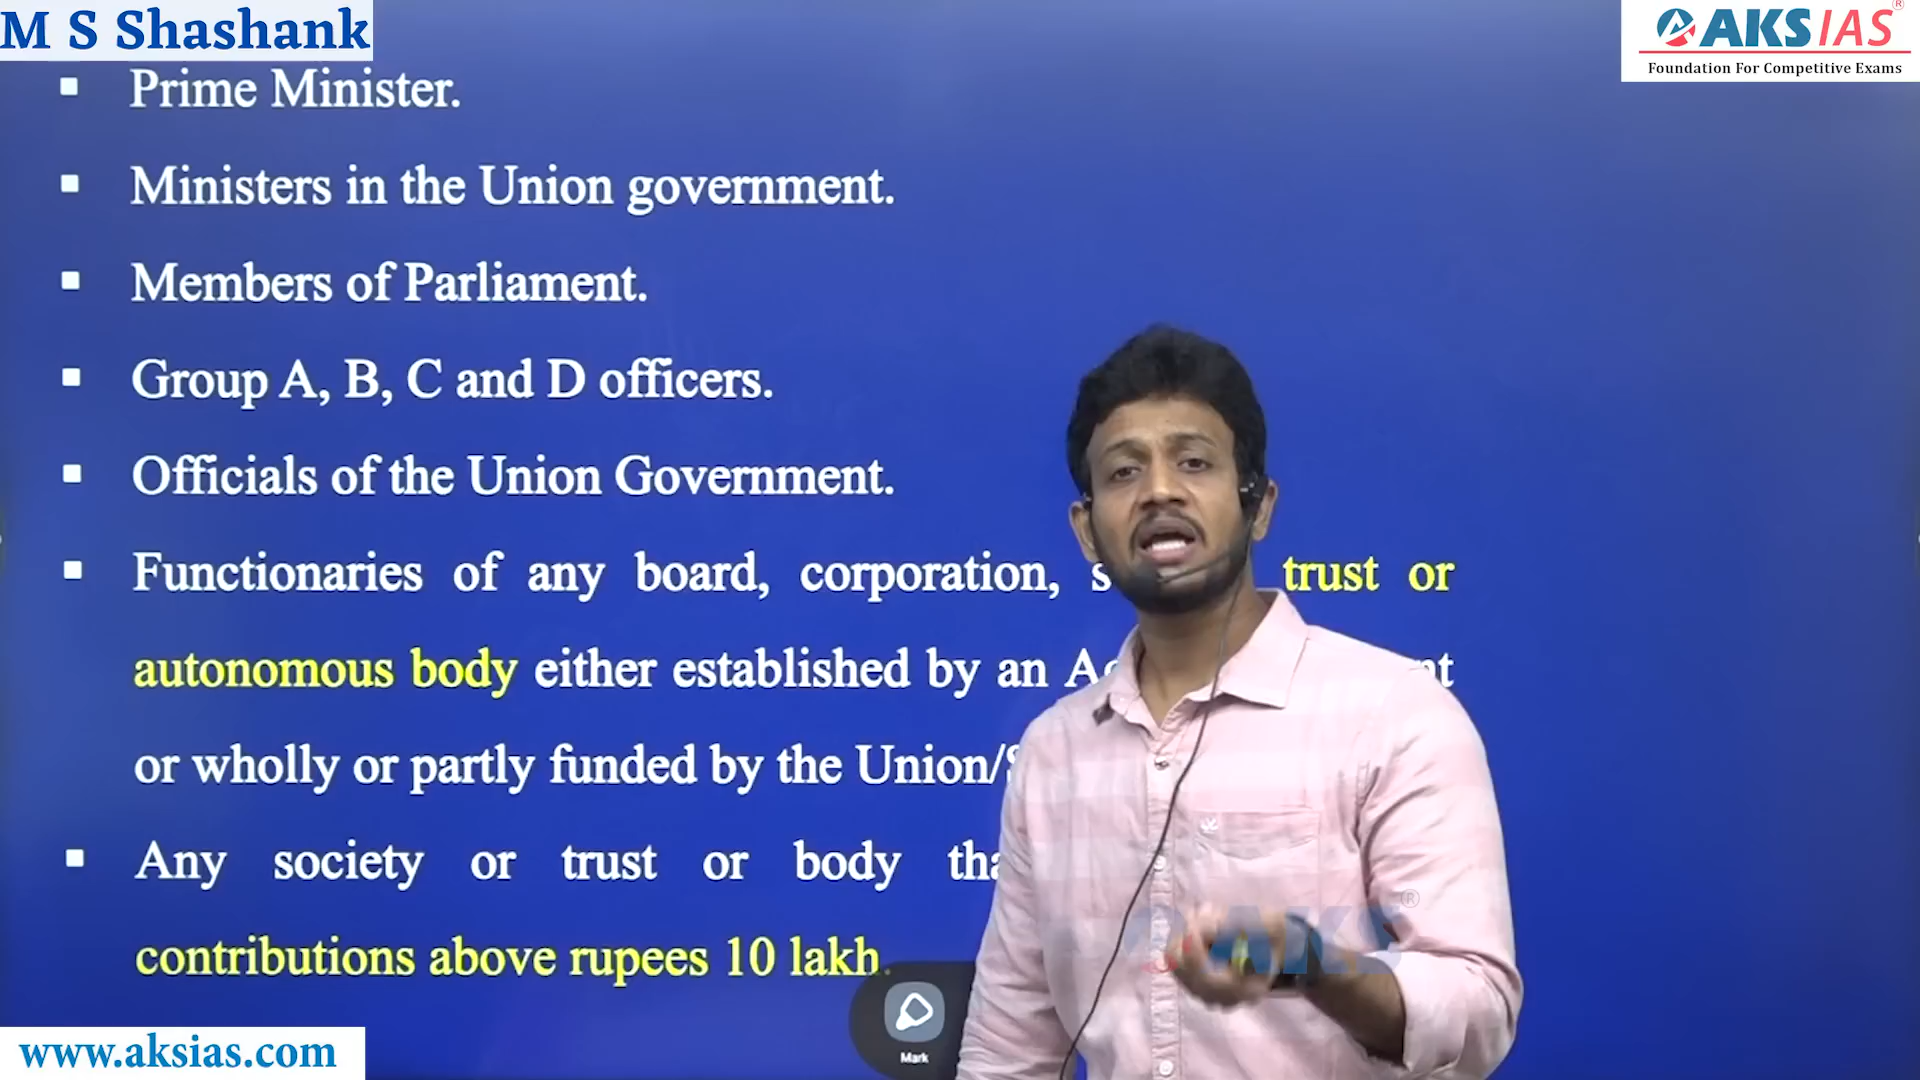 M S Shashank
AKS IAS ®
Foundation For Competitive Exams
Prime Minister.
Ministers in the Union government.
Members of Parliament.
Group A, B, C and D officers.
Officials of the Union Government.
Functionaries of any board, corporation, trust or
autonomous body either established by an
or wholly or partly funded by the Union/
Any society or trust or body
contributions above rupees 10 lakh.
AKS ®
Mark
www.aksias.com